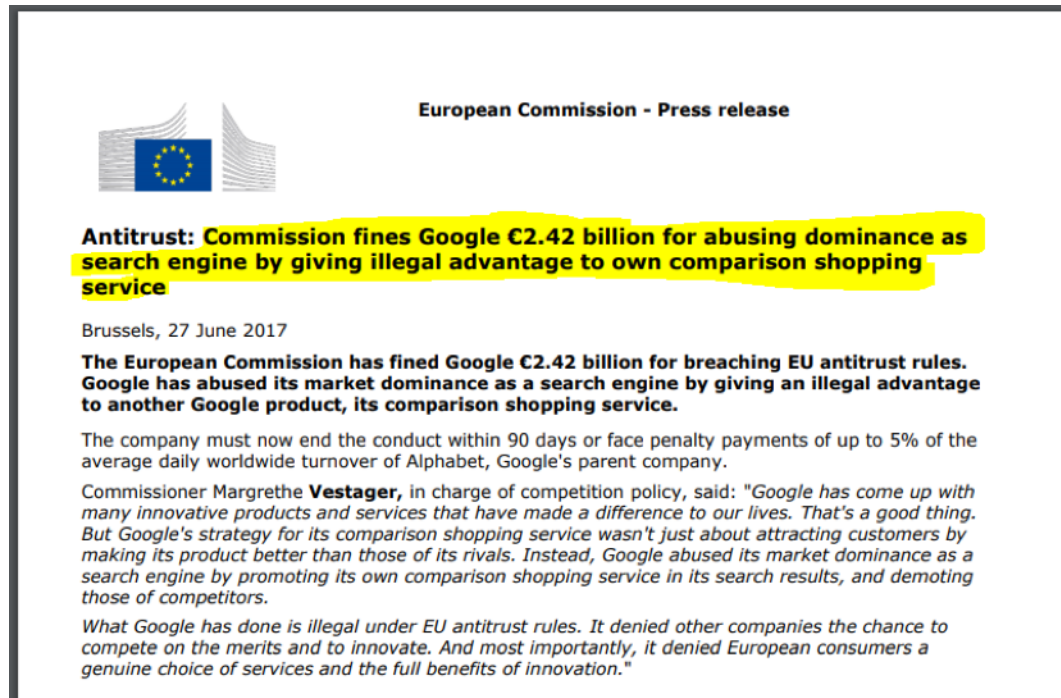 European Commission - Press release
Antitrust: Commission fines Google €2.42 billion for abusing dominance as
search engine by giving illegal advantage to own comparison shopping
service
Brussels, 27 June 2017
The European Commission has fined Google €2.42 billion for breaching EU antitrust rules.
Google has abused its market dominance as a search engine by giving an illegal advantage
to another Google product, its comparison shopping service.
The company must now end the conduct within 90 days or face penalty payments of up to 5% of the
average daily worldwide turnover of Alphabet, Google's parent company.
Commissioner Margrethe Vestager, in charge of competition policy, said: "Google has come up with
many innovative products and services that have made a difference to our lives. That's a good thing.
But Google's strategy for its comparison shopping service wasn't just about attracting customers by
making its product better than those of its rivals. Instead, Google abused its market dominance as a
search engine by promoting its own comparison shopping service in its search results, and demoting
those of competitors.
What Google has done is illegal under EU antitrust rules. It denied other companies the chance to
compete on the merits and to innovate. And most importantly, it denied European consumers a
genuine choice of services and the full benefits of innovation."